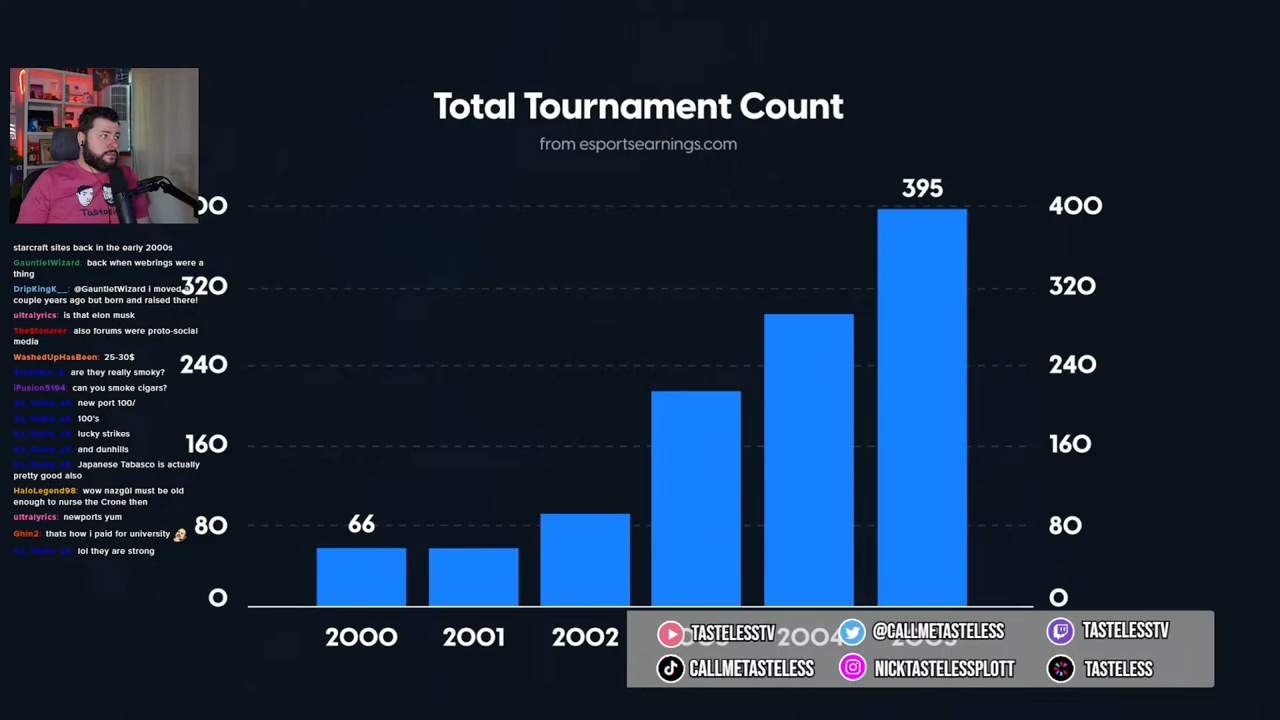 Total Tournament Count
from esportsearnings.com
395
400
320
320
240
240
160
160
66
80
80
0
0
2000
2001
2002
2004
starcraft sites back in the early 2000s
GauntletWizard: back when webrings were a
thing
DripKingK__: @GauntletWizard i moved a
couple years ago but born and raised there!
ultralyrics: is that elon musk
TheStonerer: also forums were proto-social
media
WashedUpHasBeen: 25-30$
are they really smoky?
iFusion5194: can you smoke cigars?
new port 100/
100's
lucky strikes
and dunhills
Japanese Tabasco is actually
pretty good also
HaloLegend98: wow nazgûl must be old
enough to nurse the Crone then
ultralyrics: newports yum
Ghin2: thats how i paid for university
lol they are strong
TASTELESSTV
@CALLMETASTELESS
TASTELESSTV
CALLMETASTELESS
NICKTASTELESSPLOTT
TASTELESS